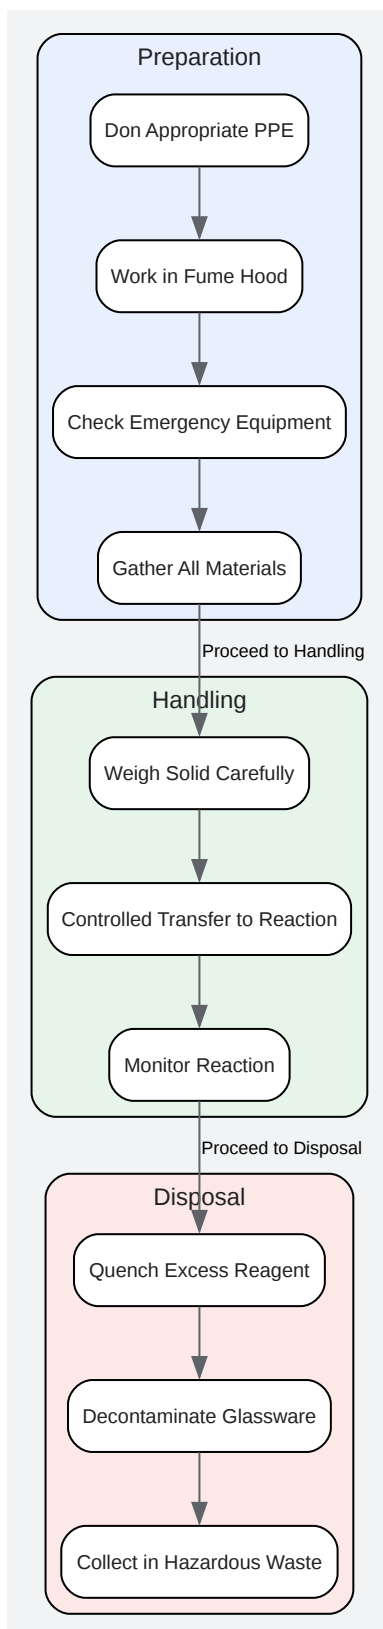 Preparation
Don Appropriate PPE
Work in Fume Hood
Check Emergency Equipment
Gather All Materials
Proceed to Handling
Handling
Weigh Solid Carefully
Controlled Transfer to Reaction
Monitor Reaction
Proceed to Disposal
Disposal
Quench Excess Reagent
Decontaminate Glassware
Collect in Hazardous Waste